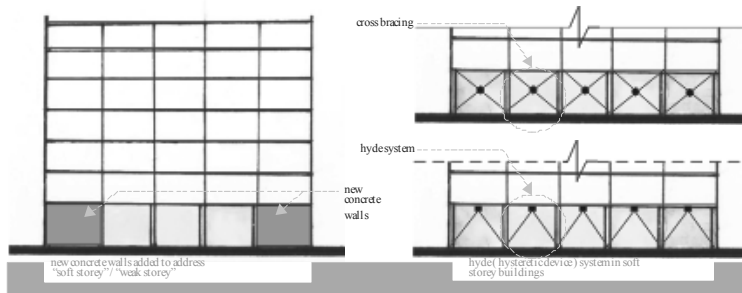 cross bracing
hyde system
new
concrete
walls
new concrete walls added to address
"soft storey" / "weak storey"
hyde ( hysteretic device ) system in soft
storey buildings